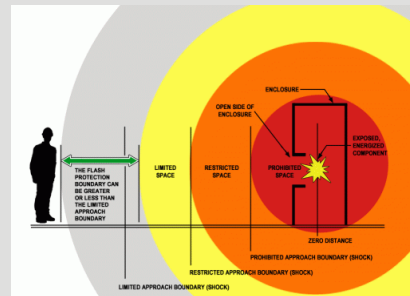 ENCLOSURE
OPEN SIDE OF
ENCLOSURE
EXPOSED,
ENERGIZED
COMPONENT
THE FLASH
PROTECTION
BOUNDARY CAN
BE GREATER
OR LESS THAN
THE LIMITED
APPROACH
BOUNDARY
LIMITED
SPACE
RESTRICTED
SPACE
PROHIBITED
SPACE
ZERO DISTANCE
PROHIBITED APPROACH BOUNDARY (SHOCK)
RESTRICTED APPROACH BOUNDARY (SHOCK)
LIMITED APPROACH BOUNDARY (SHOCK)